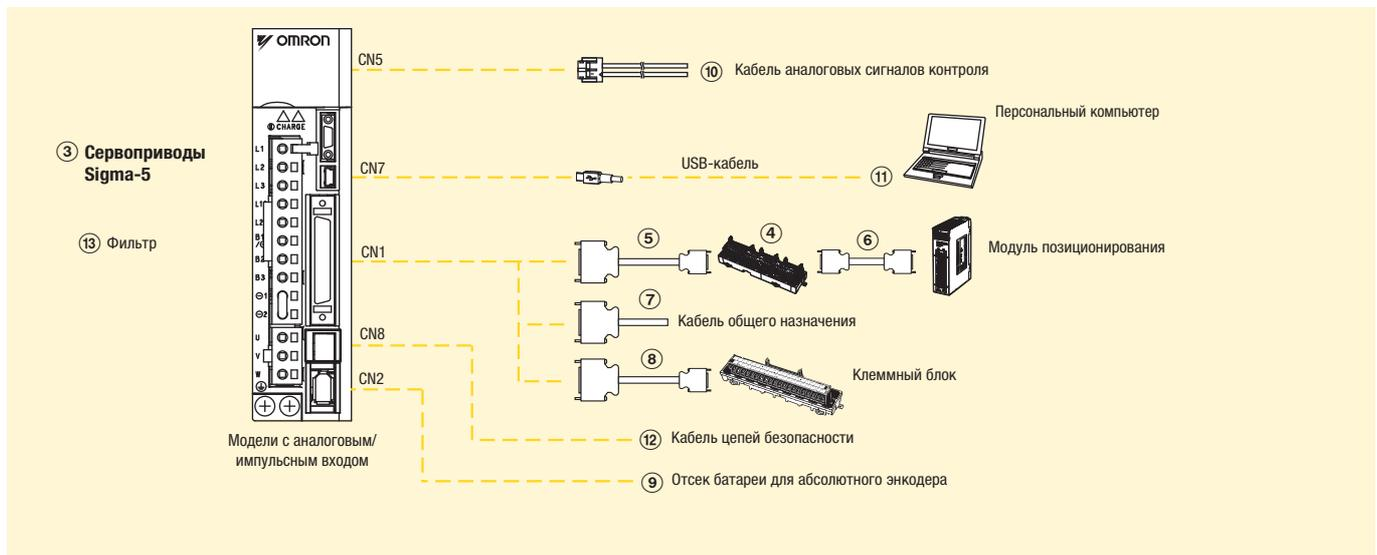 OMRON
CN5
⑩ Кабель аналоговых сигналов контроля
CHARGE
Персональный компьютер
③ Сервоприводы
Sigma-5
L1
L2
L3
L1
L2
B1
B2
B3
⊖1
⊖2
U
V
W
CN7
USB-кабель
⑪
⑬ Фильтр
CN1
⑤
④
⑥
Модуль позиционирования
⑦
Кабель общего назначения
CN8
⑧
Клеммный блок
CN2
Модели с аналоговым/
импульсным входом
⑫ Кабель цепей безопасности
⑨ Отсек батареи для абсолютного энкодера